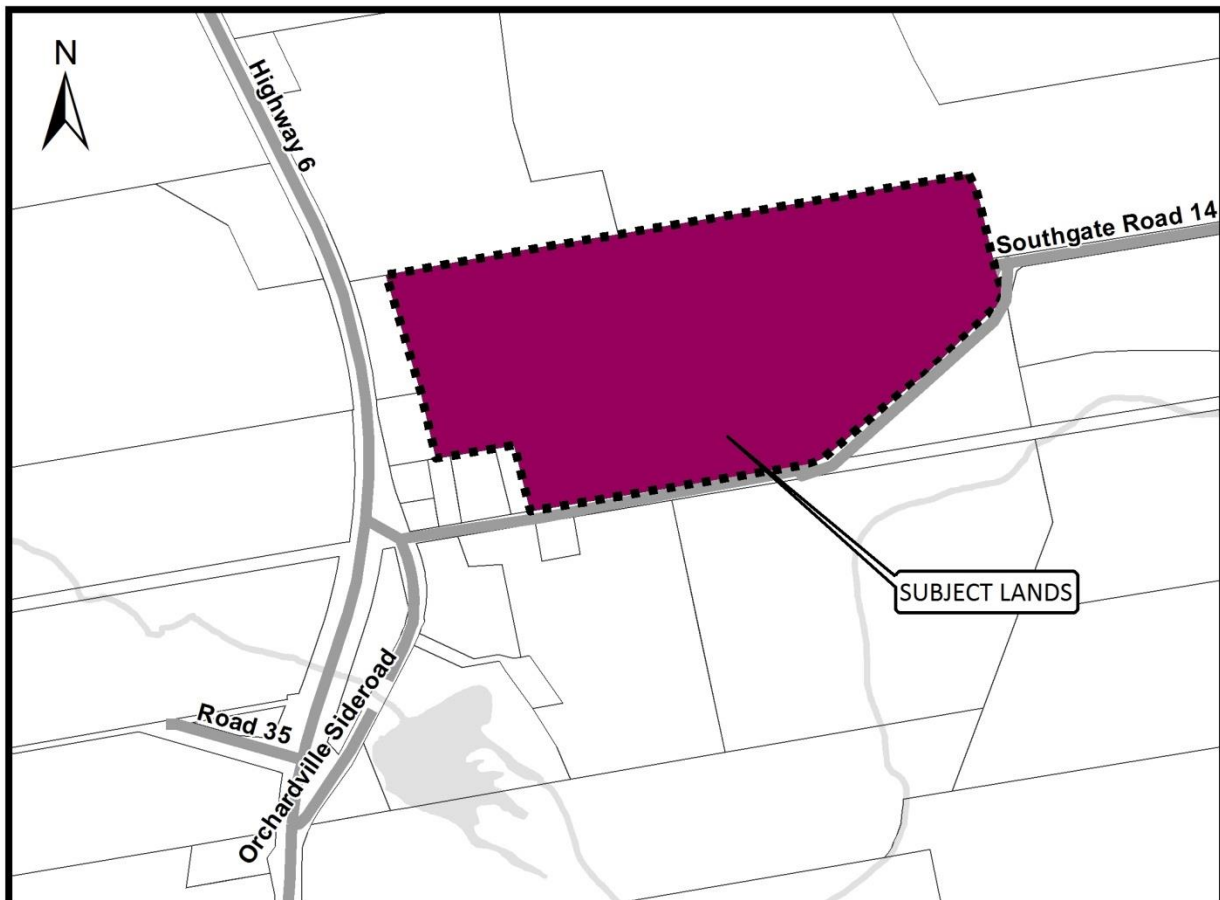 N
Highway 6
Southgate Road 14
SUBJECT LANDS
Road 35
Orchardville Sideroad